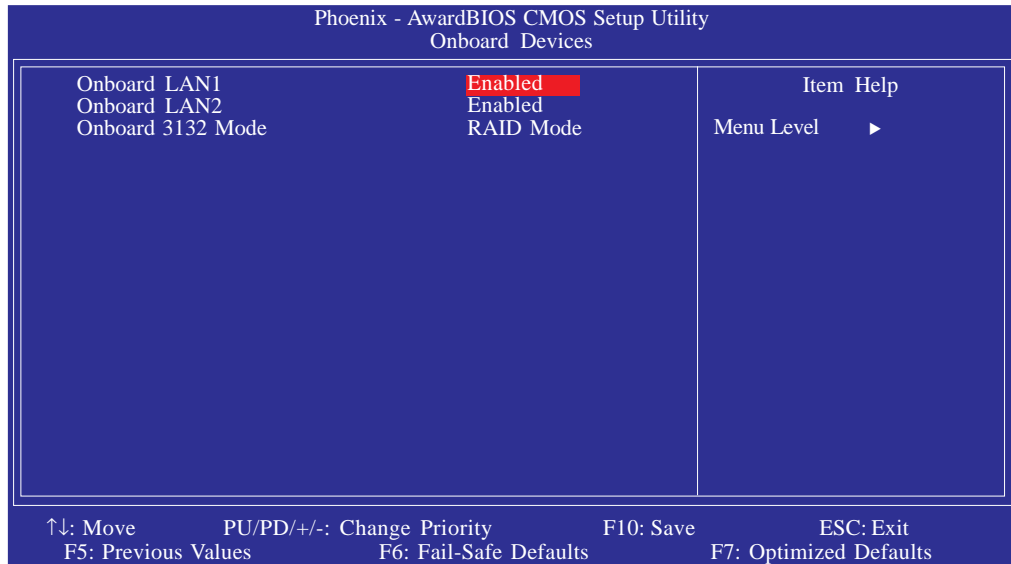 Phoenix - AwardBIOS CMOS Setup Utility
Onboard Devices
Onboard LAN1 Enabled
Onboard LAN2 Enabled
Onboard 3132 Mode RAID Mode
Item Help
Menu Level ▶
↑↓: Move PU/PD/+/-: Change Priority F10: Save ESC: Exit
F5: Previous Values F6: Fail-Safe Defaults F7: Optimized Defaults